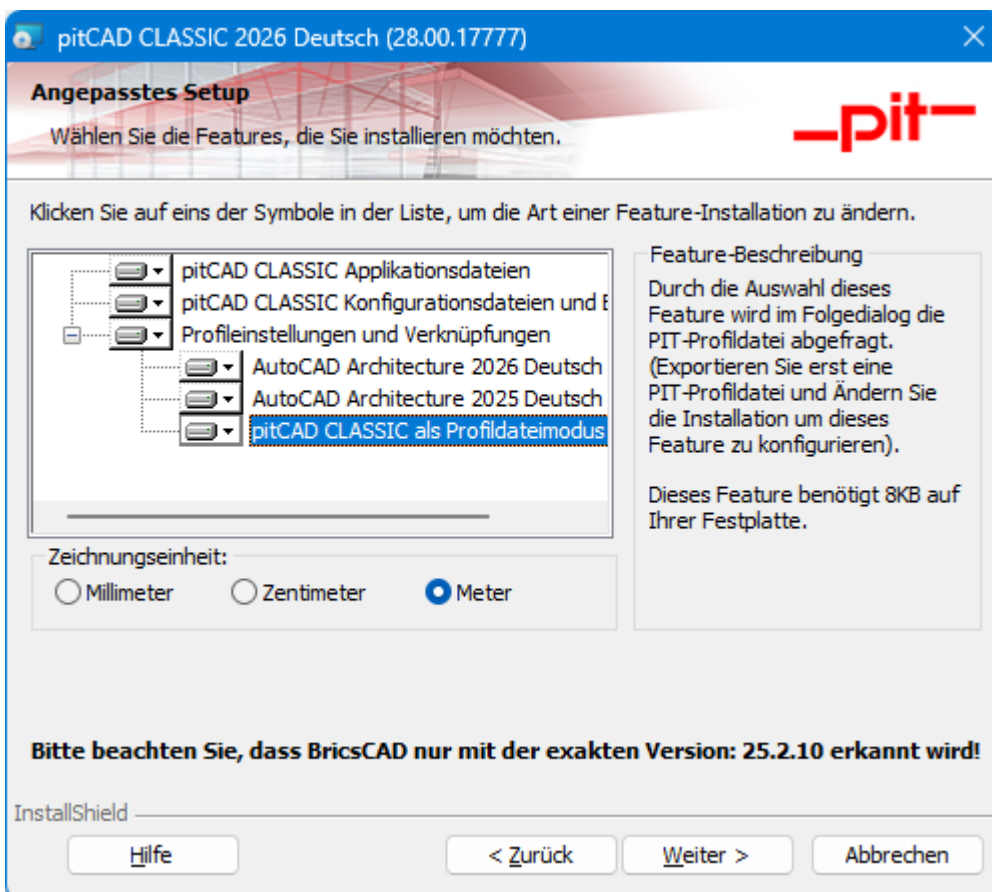 pitCAD CLASSIC 2026 Deutsch (28.00.17777)
Angepasstes Setup
Wählen Sie die Features, die Sie installieren möchten.
pit
Klicken Sie auf eins der Symbole in der Liste, um die Art einer Feature-Installation zu ändern.
pitCAD CLASSIC Applikationsdateien
pitCAD CLASSIC Konfigurationsdateien und
Profileinstellungen und Verknüpfungen
AutoCAD Architecture 2026 Deutsch
AutoCAD Architecture 2025 Deutsch
pitCAD CLASSIC als Profildateimodus
Feature-Beschreibung
Durch die Auswahl dieses
Feature wird im Folgedialog die
PIT-Profildatei abgefragt.
(Exportieren Sie erst eine
PIT-Profildatei und Ändern Sie
die Installation um dieses
Feature zu konfigurieren).
Dieses Feature benötigt 8KB auf
Ihrer Festplatte.
Zeichnungseinheit:
Millimeter
Zentimeter
Meter
Bitte beachten Sie, dass BricsCAD nur mit der exakten Version: 25.2.10 erkannt wird!
InstallShield
Hilfe
< Zurück
Weiter >
Abbrechen